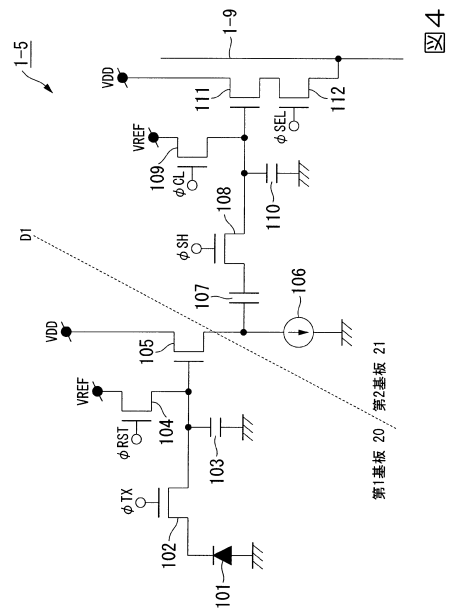 図4
1-5
D1
1-9
VDD
111
112
φSEL
VREF
109
φCL
110
108
φSH
107
106
VDD
105
VREF
104
φRST
103
φTX
102
101
第1基板 20
第2基板 21